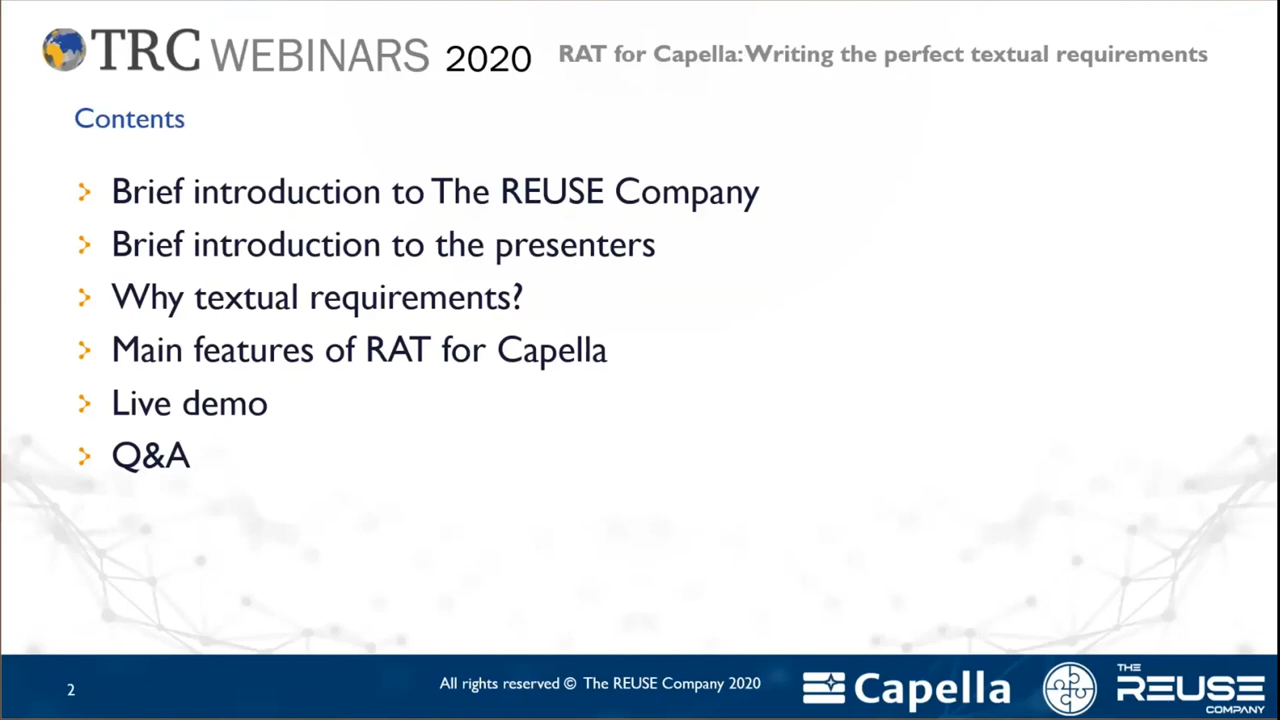 TRC WEBINARS 2020
RAT for Capella: Writing the perfect textual requirements
Contents
Brief introduction to The REUSE Company
Brief introduction to the presenters
Why textual requirements?
Main features of RAT for Capella
Live demo
Q&A
2
All rights reserved © The REUSE Company 2020
Capella
THE
REUSE
COMPANY